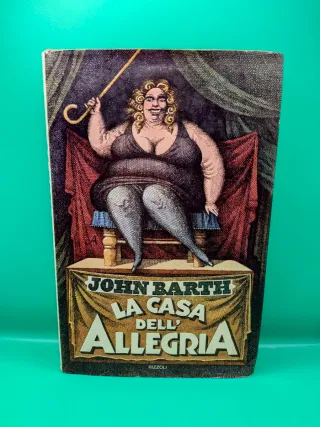 JOHN BARTH
LA CASA
DELL'
ALLEGRIA
RIZZOLI